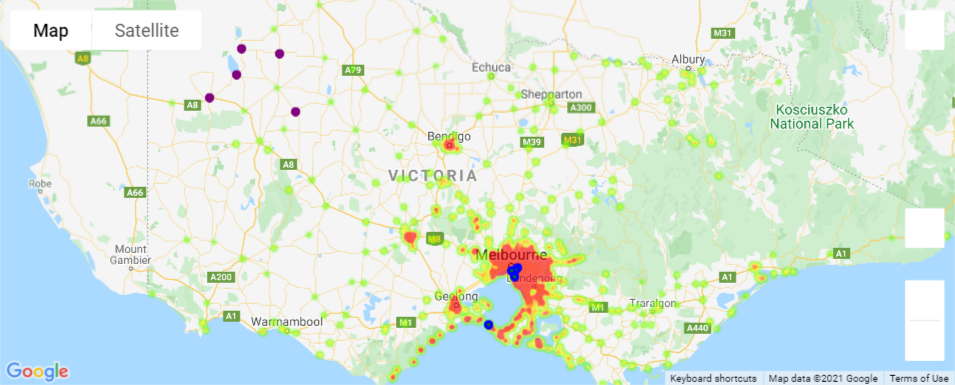 Map
Satellite
M31
A8
Albury
Echuca
A79
Shepparton
A8
A300
Kosciuszko
National Park
A66
Bendigo
M39
M31
A8
VICTORIA
Robe
A66
M8
Mount
Gambier
Melbourne
A1
A200
Dandenong
Geelong
Traralgon
M1
A1
Warrnambool
M1
A440
Google
Keyboard shortcuts
Map data ©2021 Google
Terms of Use